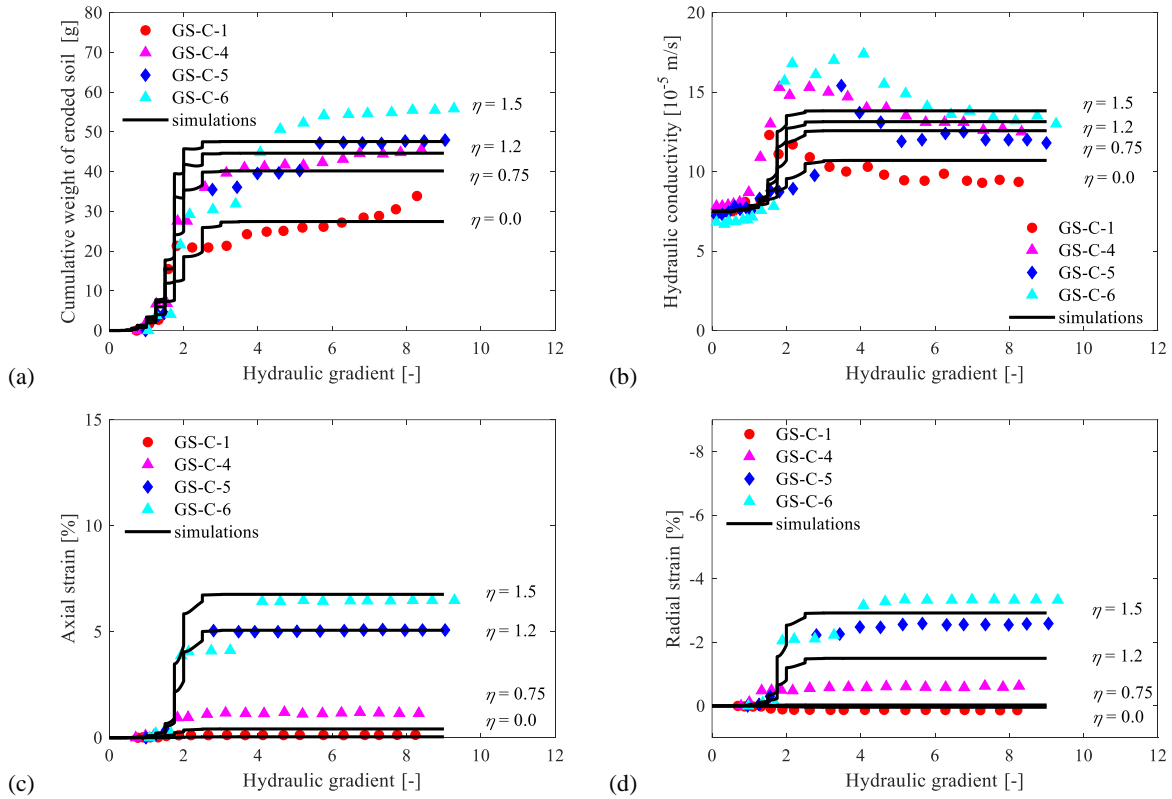 80
70
60
50
40
30
20
10
0
0 2 4 6 8 10 12
Cumulative weight of eroded soil [g]
Hydraulic gradient [-]
GS-C-1
GS-C-4
GS-C-5
GS-C-6
simulations
η = 1.5
η = 1.2
η = 0.75
η = 0.0
(a)
20
15
10
5
0
0 2 4 6 8 10 12
Hydraulic conductivity [10⁻⁵ m/s]
Hydraulic gradient [-]
η = 1.5
η = 1.2
η = 0.75
η = 0.0
GS-C-1
GS-C-4
GS-C-5
GS-C-6
simulations
(b)
15
10
5
0
0 2 4 6 8 10 12
Axial strain [%]
Hydraulic gradient [-]
GS-C-1
GS-C-4
GS-C-5
GS-C-6
simulations
η = 1.5
η = 1.2
η = 0.75
η = 0.0
(c)
-8
-6
-4
-2
0
0 2 4 6 8 10 12
Radial strain [%]
Hydraulic gradient [-]
GS-C-1
GS-C-4
GS-C-5
GS-C-6
simulations
η = 1.5
η = 1.2
η = 0.75
η = 0.0
(d)